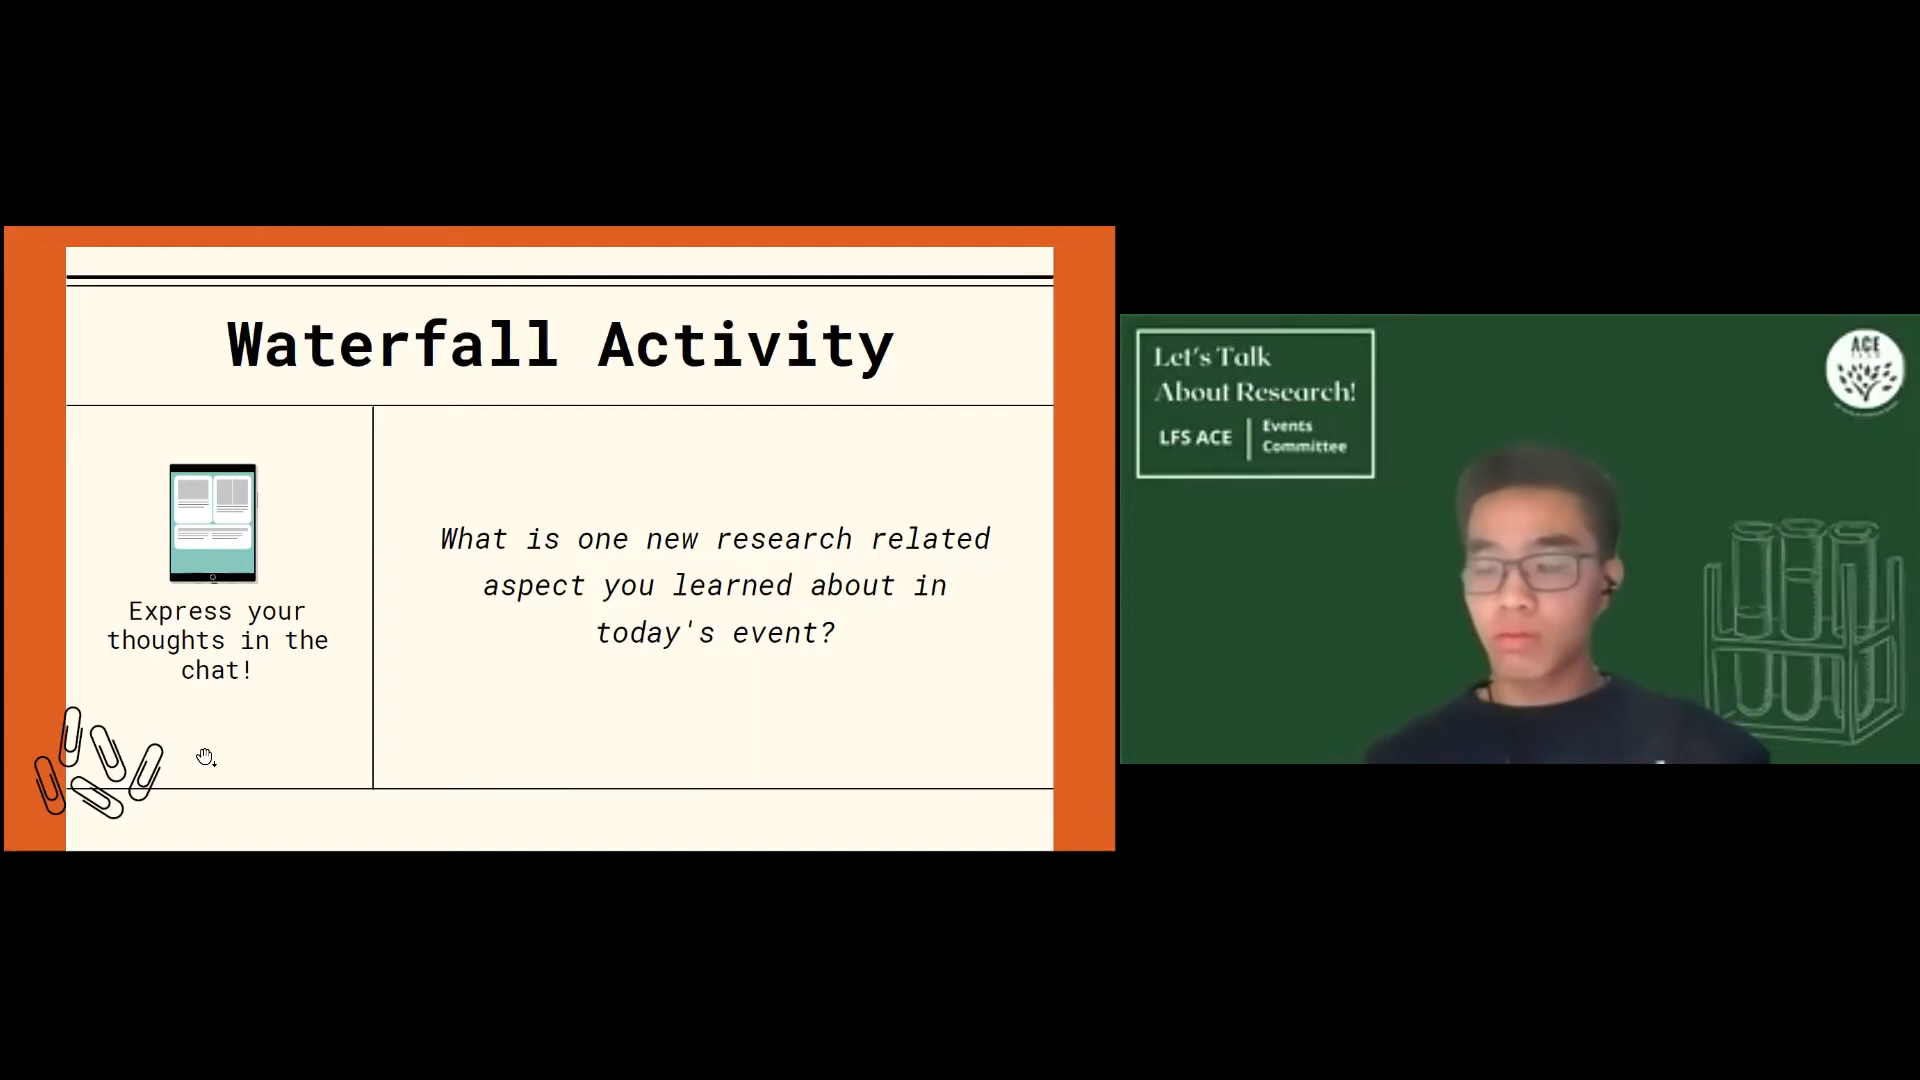 Waterfall Activity
Express your
thoughts in the
chat!
What is one new research related
aspect you learned about in
today's event?
Let's Talk
About Research!
LFS ACE
Events
Committee
ACE